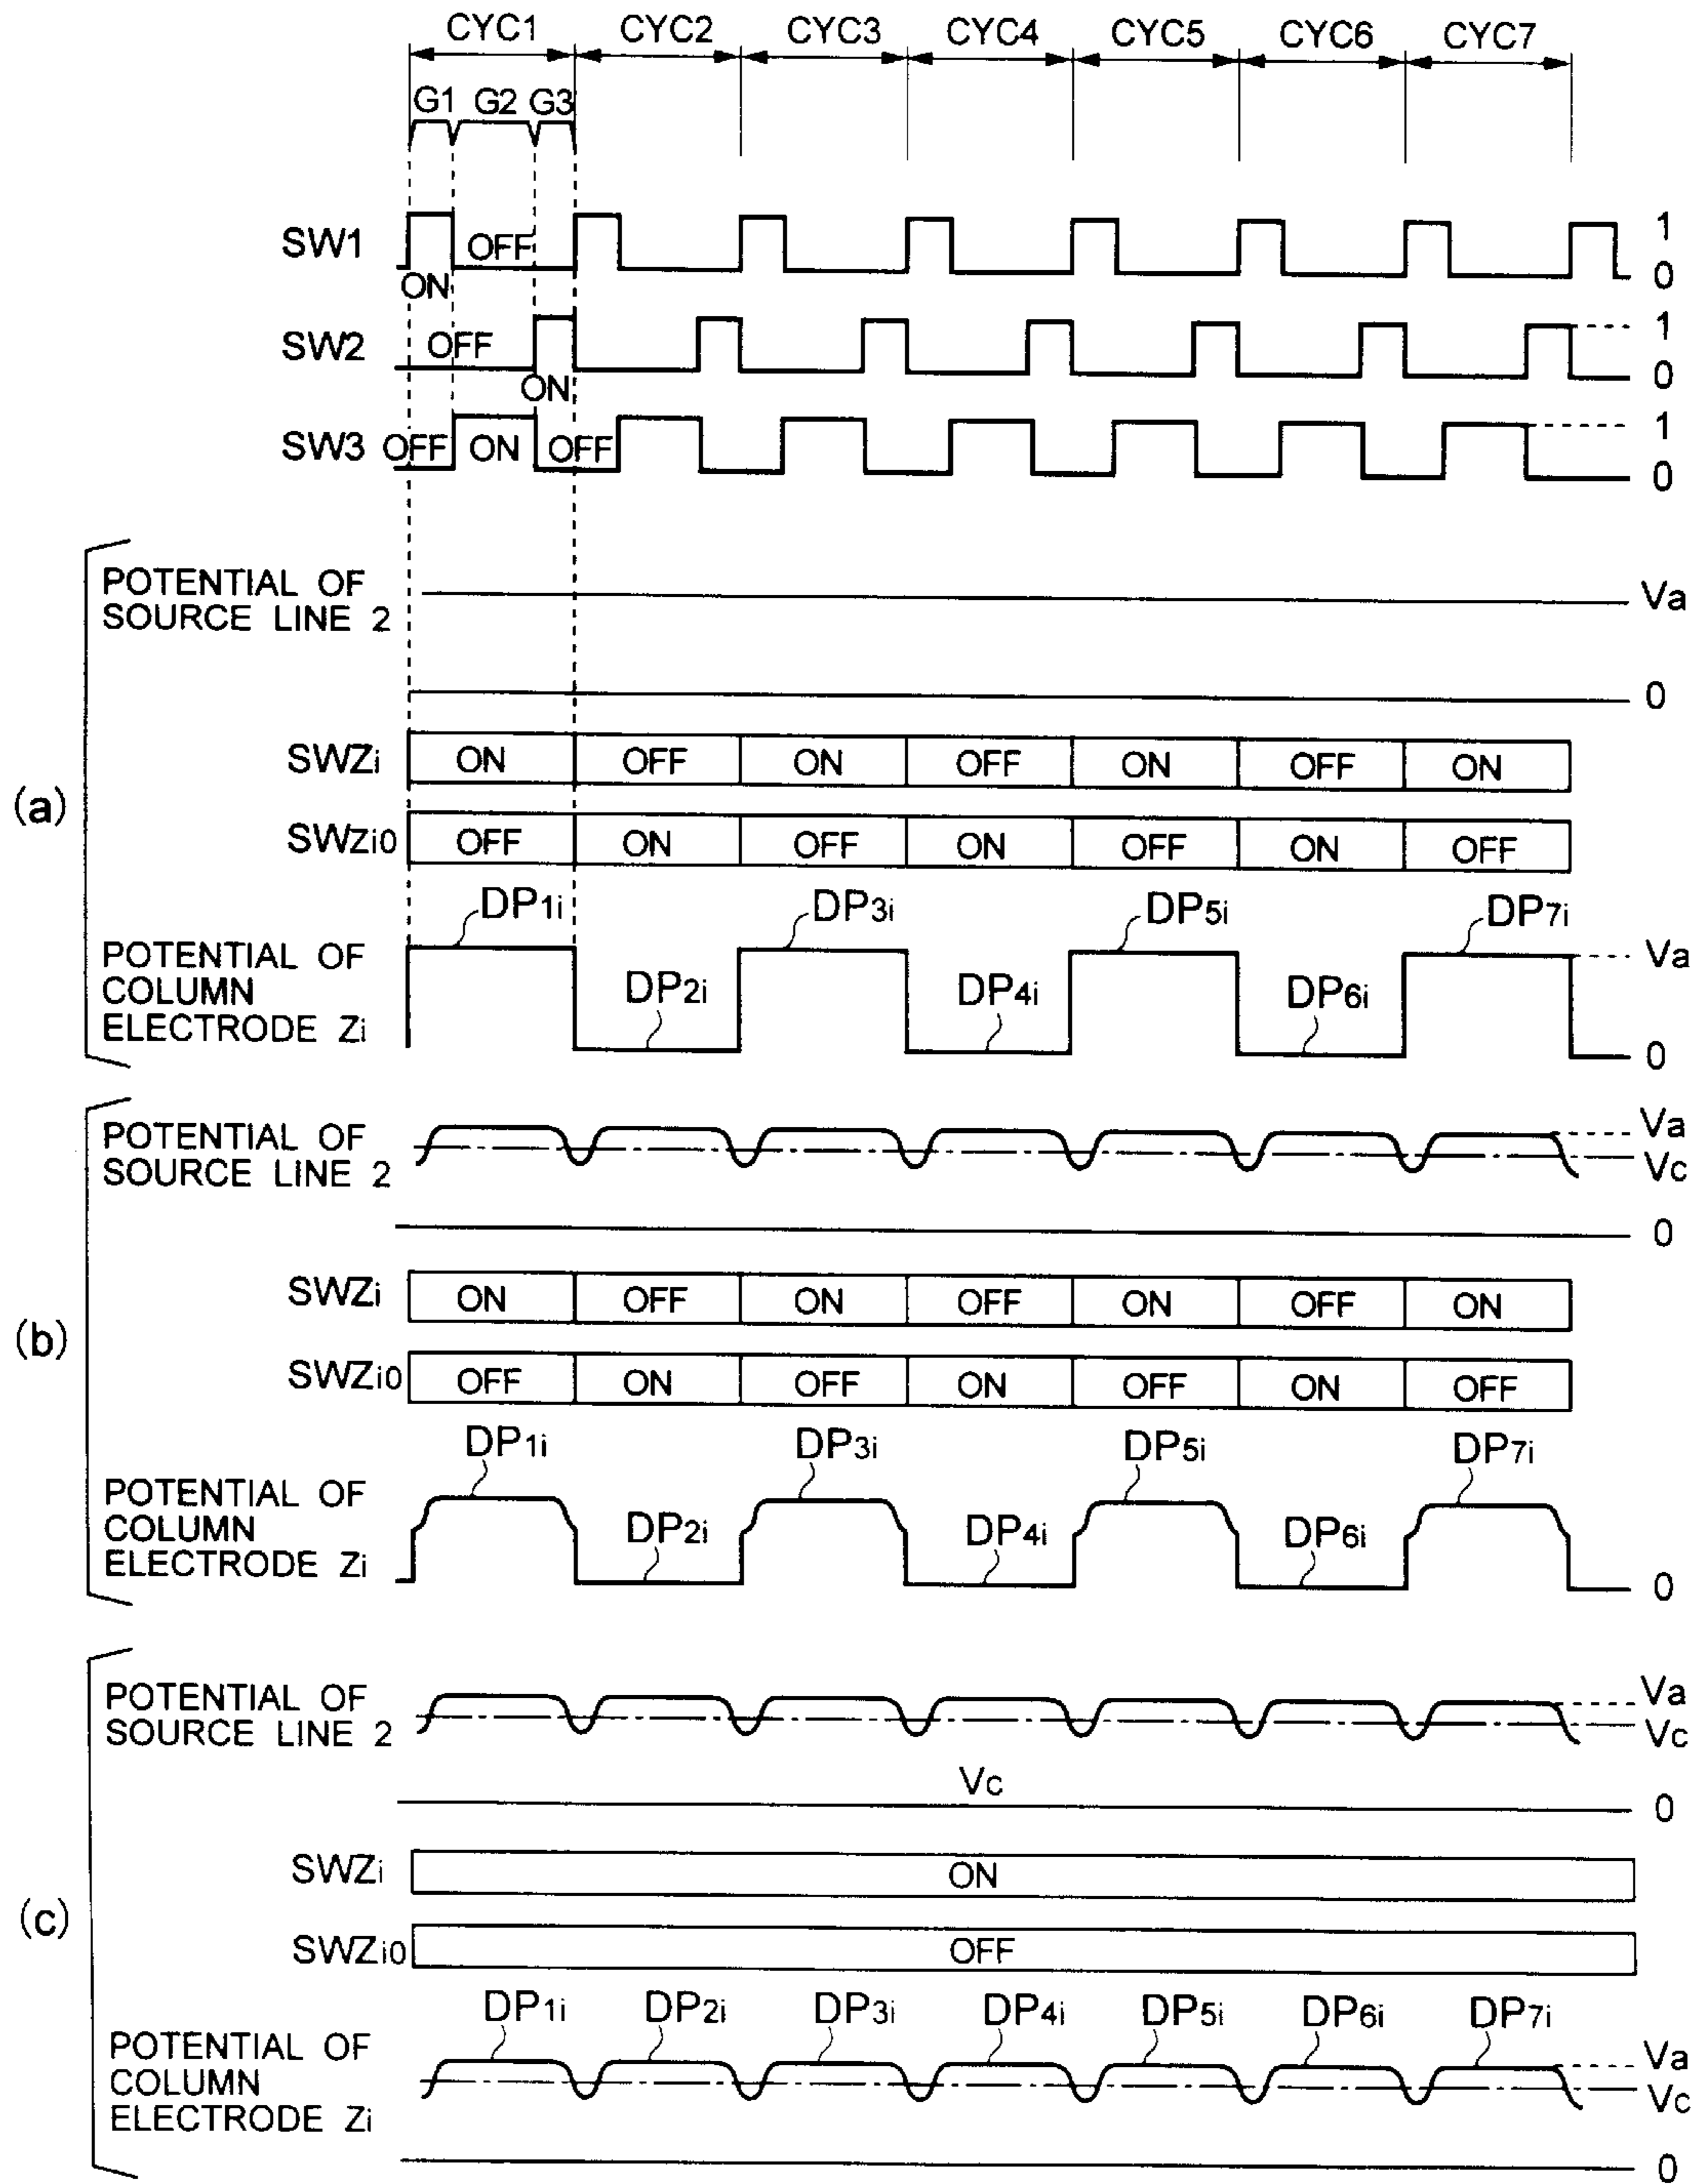 CYC1 CYC2 CYC3 CYC4 CYC5 CYC6 CYC7
G1 G2 G3
SW1 ON OFF 1 0
SW2 OFF ON 1 0
SW3 OFF ON OFF 1 0
(a)
POTENTIAL OF
SOURCE LINE 2
Va
0
SWZi ON OFF ON OFF ON OFF ON
SWZi0 OFF ON OFF ON OFF ON OFF
DP1i DP3i DP5i DP7i
POTENTIAL OF
COLUMN
ELECTRODE Zi
Va
DP2i DP4i DP6i
0
(b)
POTENTIAL OF
SOURCE LINE 2
Va
Vc
0
SWZi ON OFF ON OFF ON OFF ON
SWZi0 OFF ON OFF ON OFF ON OFF
DP1i DP3i DP5i DP7i
POTENTIAL OF
COLUMN
ELECTRODE Zi
DP2i DP4i DP6i
0
(c)
POTENTIAL OF
SOURCE LINE 2
Va
Vc
Vc
0
SWZi ON
SWZi0 OFF
DP1i DP2i DP3i DP4i DP5i DP6i DP7i
POTENTIAL OF
COLUMN
ELECTRODE Zi
Va
Vc
0